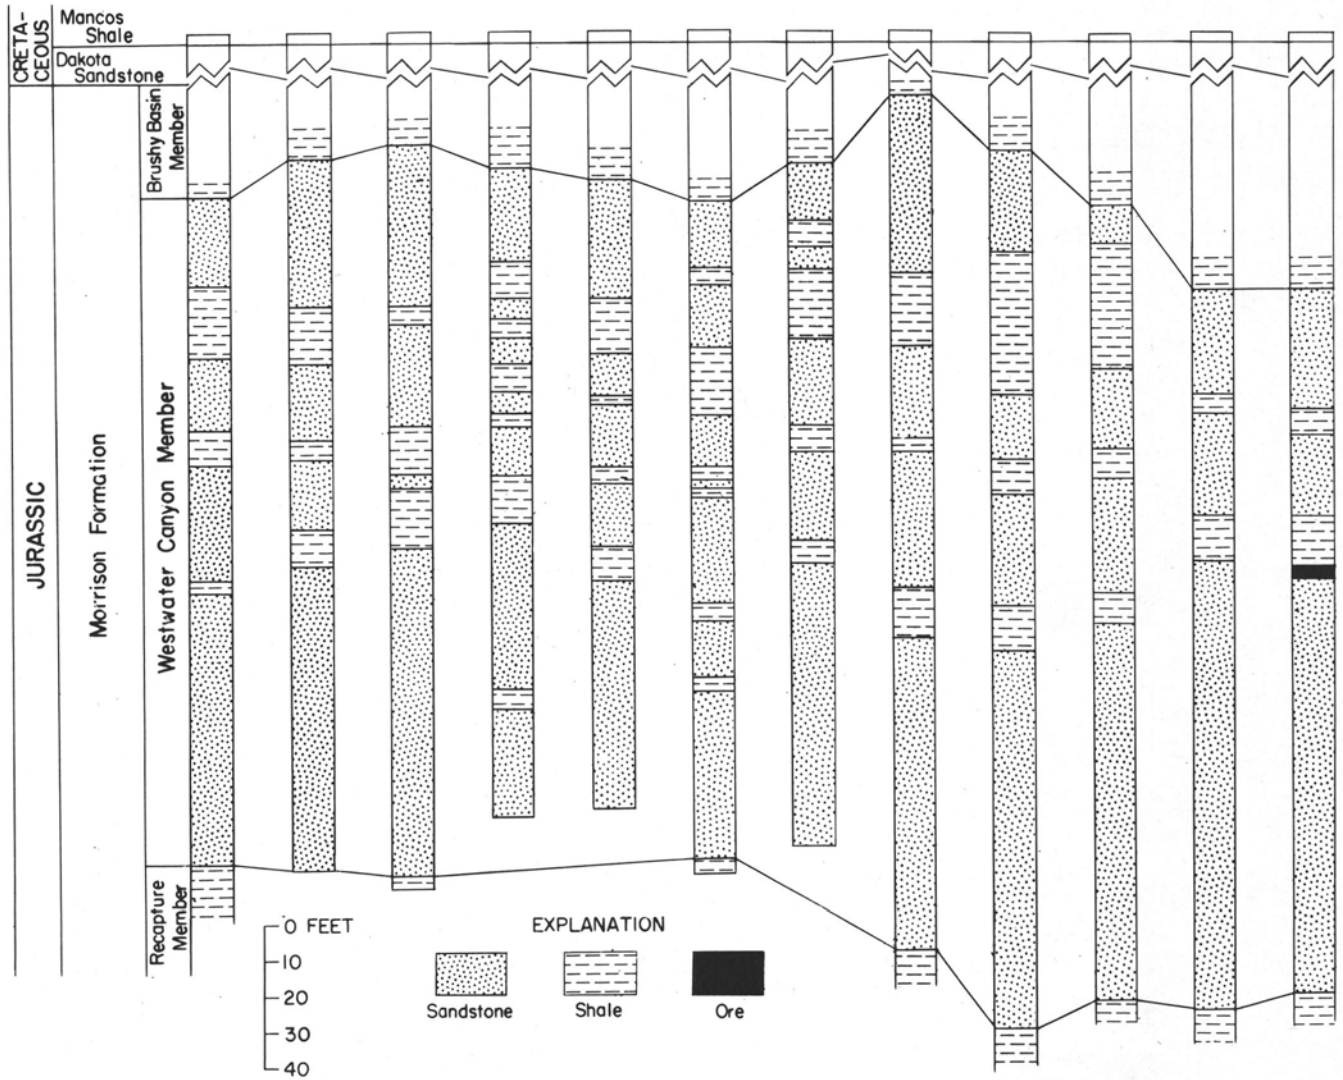 CRETA-
CEOUS
Mancos
Shale
Dakota
Sandstone
JURASSIC
Morrison Formation
Brushy Basin
Member
Westwater Canyon Member
Recapture
Member
0 FEET
10
20
30
40
EXPLANATION
Sandstone
Shale
Ore